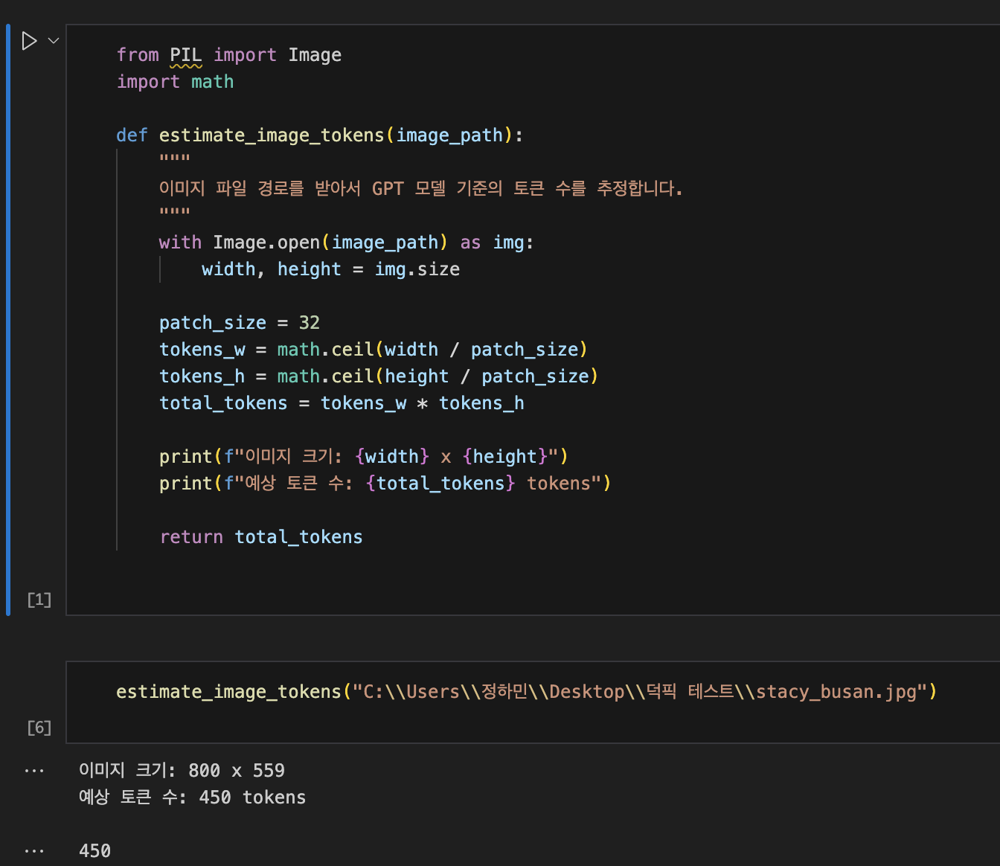 from PIL import Image
import math
def estimate_image_tokens(image_path):
"""
이미지 파일 경로를 받아서 GPT 모델 기준의 토큰 수를 추정합니다.
"""
with Image.open(image_path) as img:
width, height = img.size
patch_size = 32
tokens_w = math.ceil(width / patch_size)
tokens_h = math.ceil(height / patch_size)
total_tokens = tokens_w * tokens_h
print(f"이미지 크기: {width} x {height}")
print(f"예상 토큰 수: {total_tokens} tokens")
return total_tokens
[1]
estimate_image_tokens("C:\\Users\\정하민\\Desktop\\덕픽 테스트\\stacy_busan.jpg")
[6]
... 이미지 크기: 800 x 559
예상 토큰 수: 450 tokens
... 450